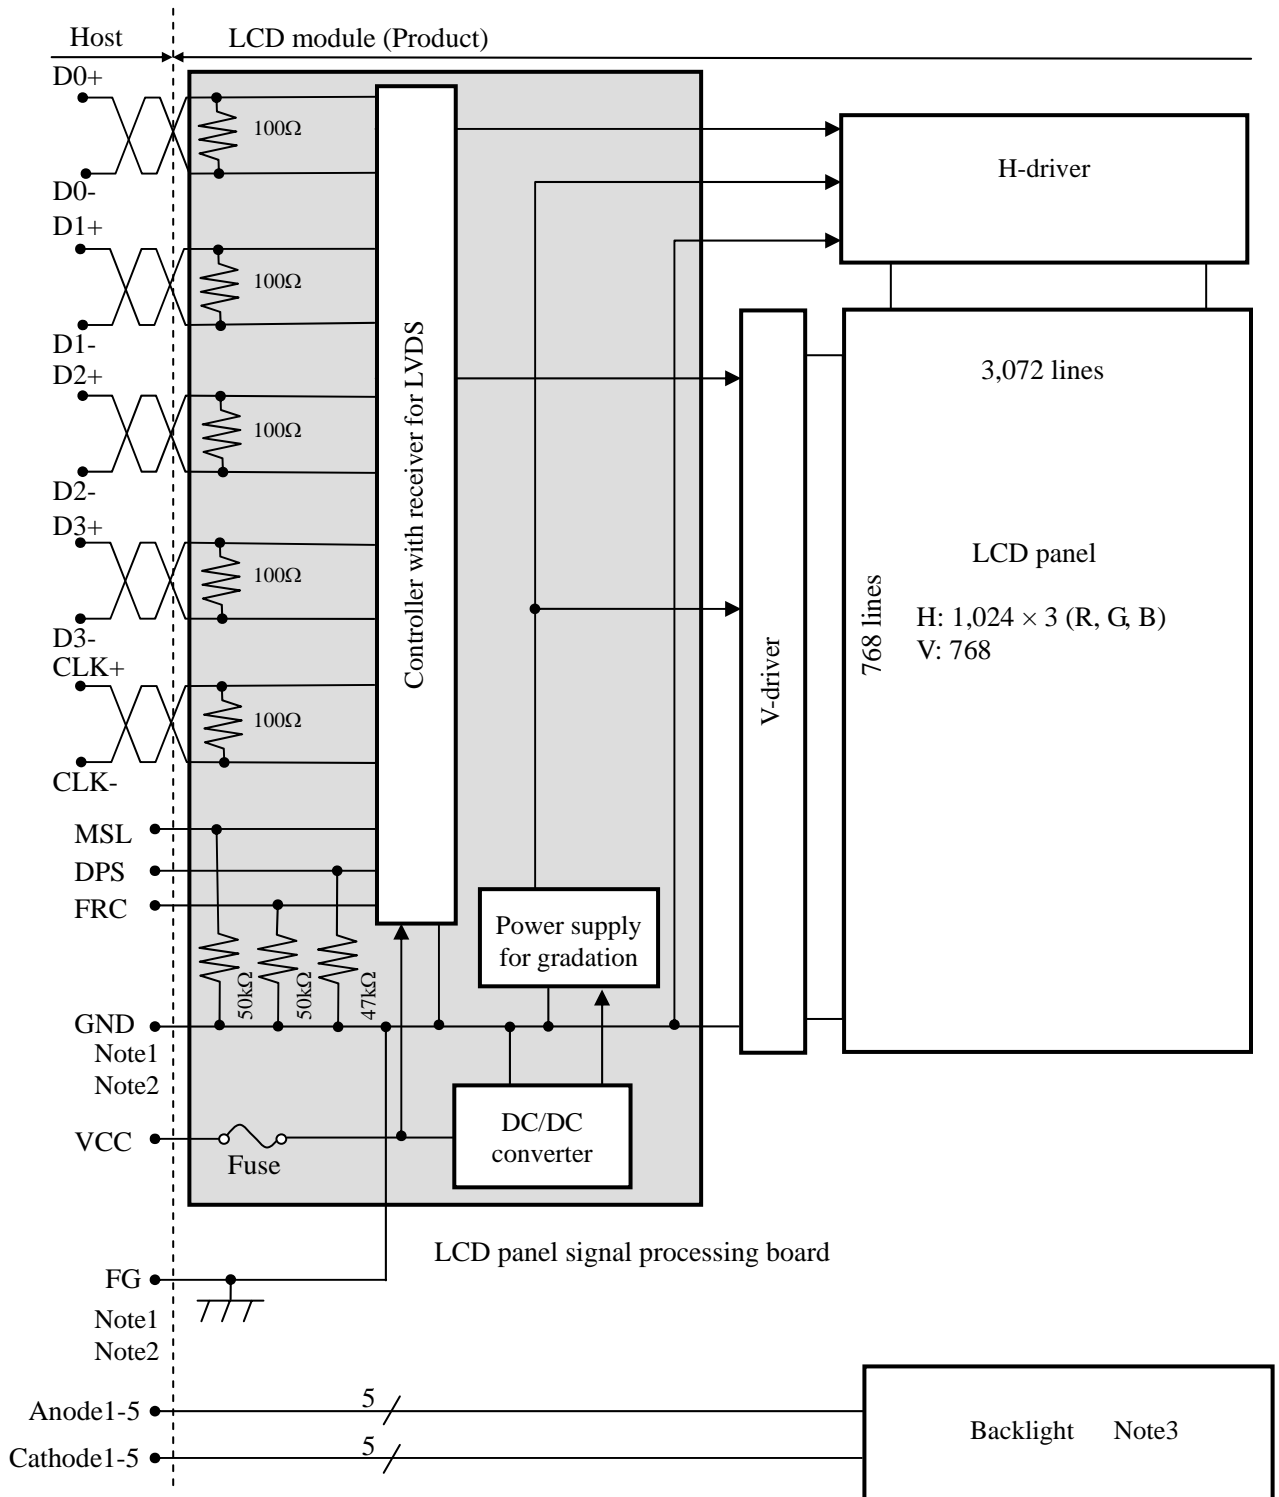 Host
LCD module (Product)
D0+
100Ω
D0-
H-driver
D1+
100Ω
D1-
D2+
100Ω
D2-
D3+
100Ω
D3-
CLK+
100Ω
CLK-
Controller with receiver for LVDS
3,072 lines
768 lines
LCD panel
H: 1,024 × 3 (R, G, B)
V: 768
V-driver
MSL
DPS
FRC
50kΩ
50kΩ
47kΩ
Power supply
for gradation
GND
Note1
Note2
VCC
Fuse
DC/DC
converter
LCD panel signal processing board
FG
Note1
Note2
Anode1-5
5
Cathode1-5
5
Backlight Note3